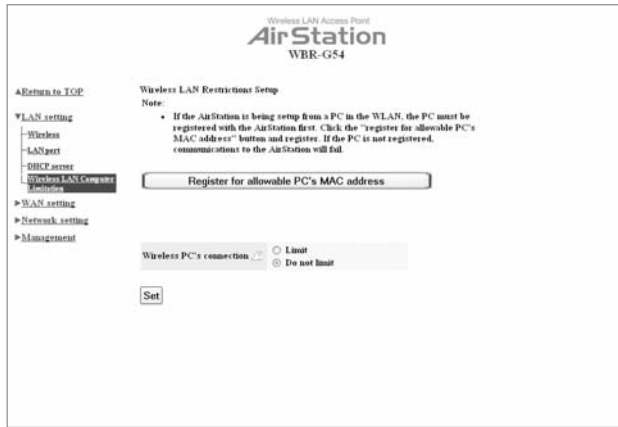 Wireless LAN Access Point
AirStation
WBR-G54
▲Return to TOP
▼LAN setting
Wireless
LAN port
DHCP server
Wireless LAN Computer
Limitation
►WAN setting
►Network setting
►Management
Wireless LAN Restrictions Setup
Note:
• If the AirStation is being setup from a PC in the WLAN, the PC must be
registered with the AirStation first. Click the "register for allowable PC's
MAC address" button and register. If the PC is not registered,
communications to the AirStation will fail.
Register for allowable PC's MAC address
Wireless PC's connection
Limit
Do not limit
Set